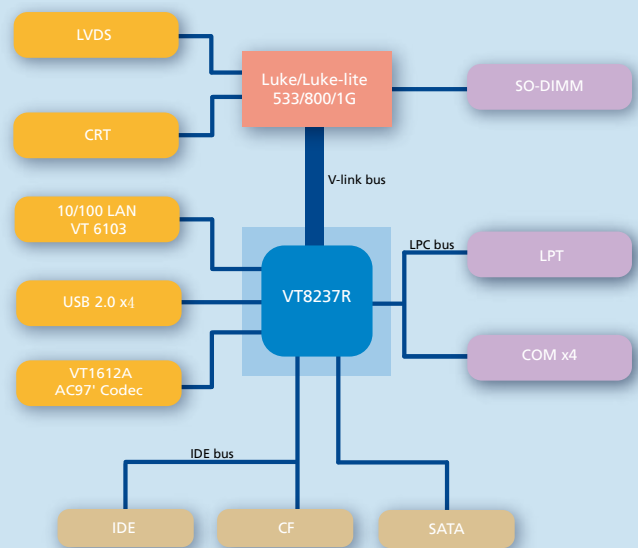 LVDS
Luke/Luke-lite
533/800/1G
SO-DIMM
CRT
V-link bus
10/100 LAN
VT 6103
LPC bus
LPT
USB 2.0 x4
VT8237R
COM x4
VT1612A
AC97' Codec
IDE bus
IDE
CF
SATA